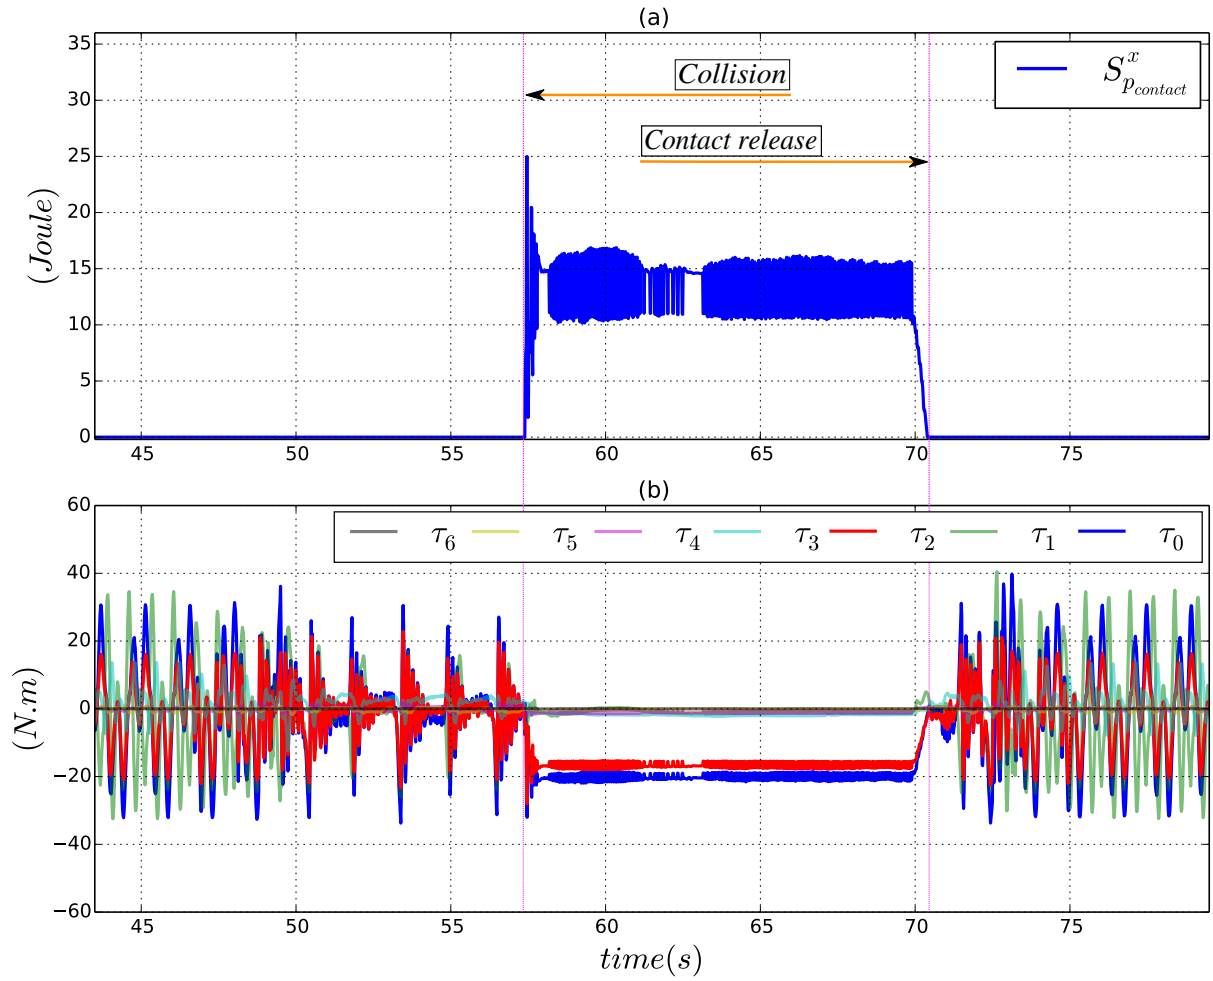 (a)
35
30
25
20
15
10
5
0
(Joule)
Collision
Contact release
S^x_{p_{contact}}
45 50 55 60 65 70 75
(b)
60
40
20
0
−20
−40
−60
(N.m)
τ6 τ5 τ4 τ3 τ2 τ1 τ0
45 50 55 60 65 70 75
time(s)